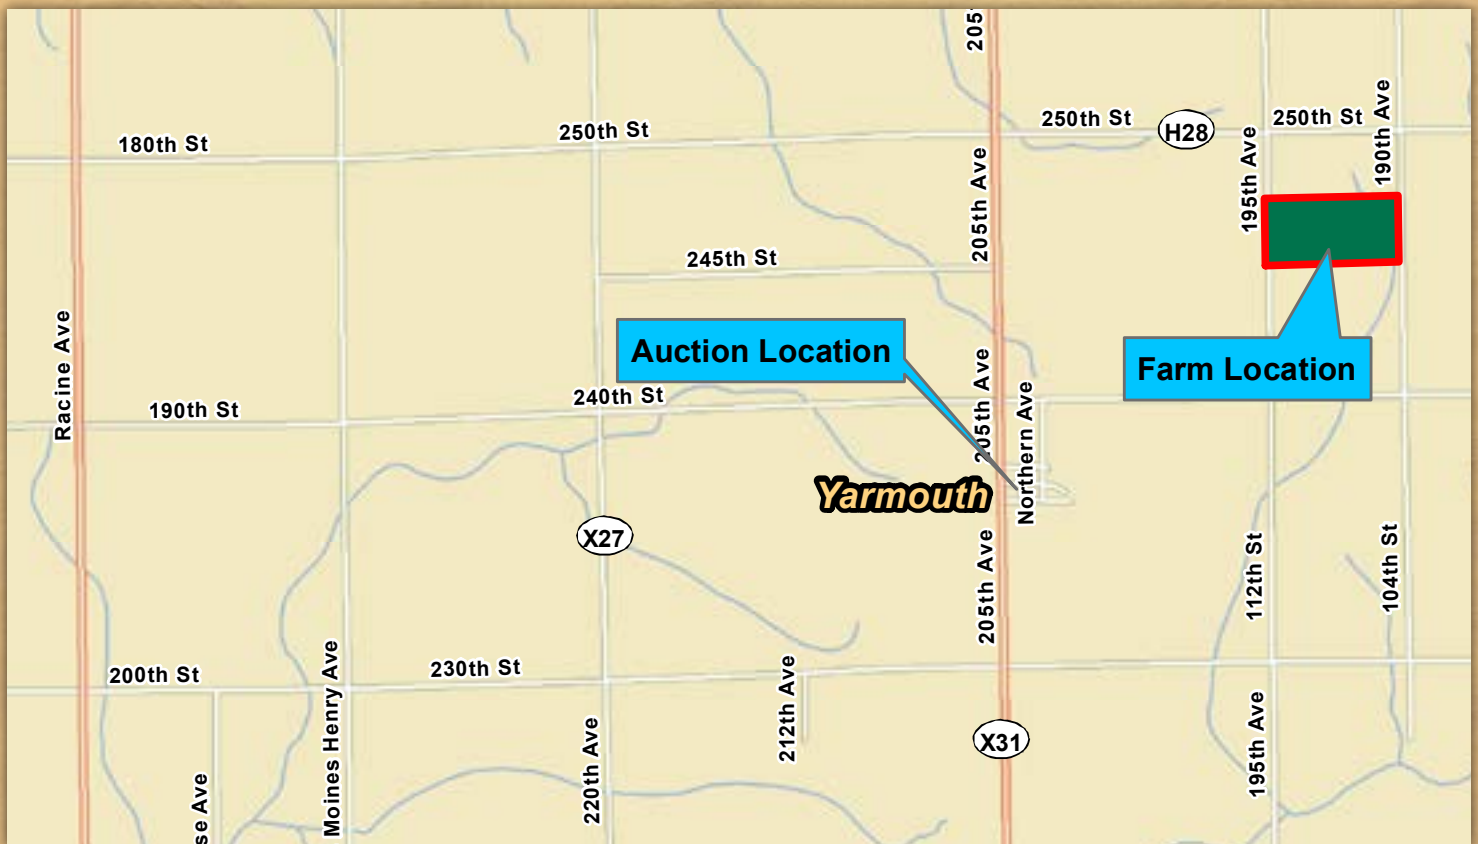 205
190th Ave
250th St
H28
250th St
180th St
250th St
195th Ave
205th Ave
245th St
Racine Ave
Auction Location
205th Ave
Farm Location
Northern Ave
190th St
240th St
205th Ave
Yarmouth
X27
205th Ave
112th St
104th St
200th St
230th St
Moines Henry Ave
212th Ave
X31
220th Ave
195th Ave
se Ave